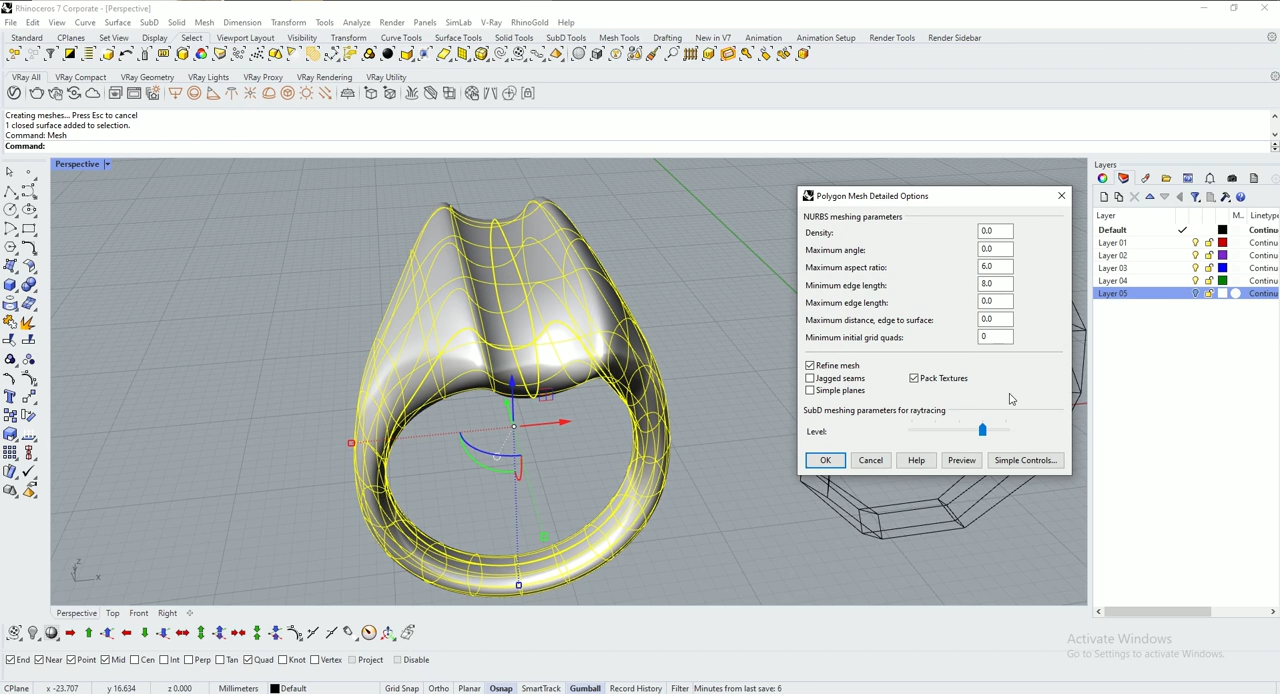 Rhinoceros 7 Corporate - [Perspective]
File Edit View Curve Surface SubD Solid Mesh Dimension Transform Tools Analyze Render Panels SimLab V-Ray RhinoGold Help
Standard CPlanes Set View Display Select Viewport Layout Visibility Transform Curve Tools Surface Tools Solid Tools SubD Tools Mesh Tools Drafting New in V7 Animation Animation Setup Render Tools Render Sidebar
VRay All VRay Compact VRay Geometry VRay Lights VRay Proxy VRay Rendering VRay Utility
Creating meshes... Press Esc to cancel
1 closed surface added to selection.
Command: Mesh
Command:
Perspective
Layers
Polygon Mesh Detailed Options
NURBS meshing parameters
Density: 0.0
Maximum angle: 0.0
Maximum aspect ratio: 6.0
Minimum edge length: 8.0
Maximum edge length: 0.0
Maximum distance, edge to surface: 0.0
Minimum initial grid quads: 0
Refine mesh
Jagged seams Pack Textures
Simple planes
SubD meshing parameters for raytracing
Level:
OK Cancel Help Preview Simple Controls...
Layer M... Linetype
Default Continu
Layer 01 Continu
Layer 02 Continu
Layer 03 Continu
Layer 04 Continu
Layer 05 Continu
z
x
Perspective Top Front Right
Activate Windows
Go to Settings to activate Windows.
End Near Point Mid Cen Int Perp Tan Quad Knot Vertex Project Disable
CPlane x -23.707 y 16.634 z 0.000 Millimeters Default Grid Snap Ortho Planar Osnap SmartTrack Gumball Record History Filter Minutes from last save: 6